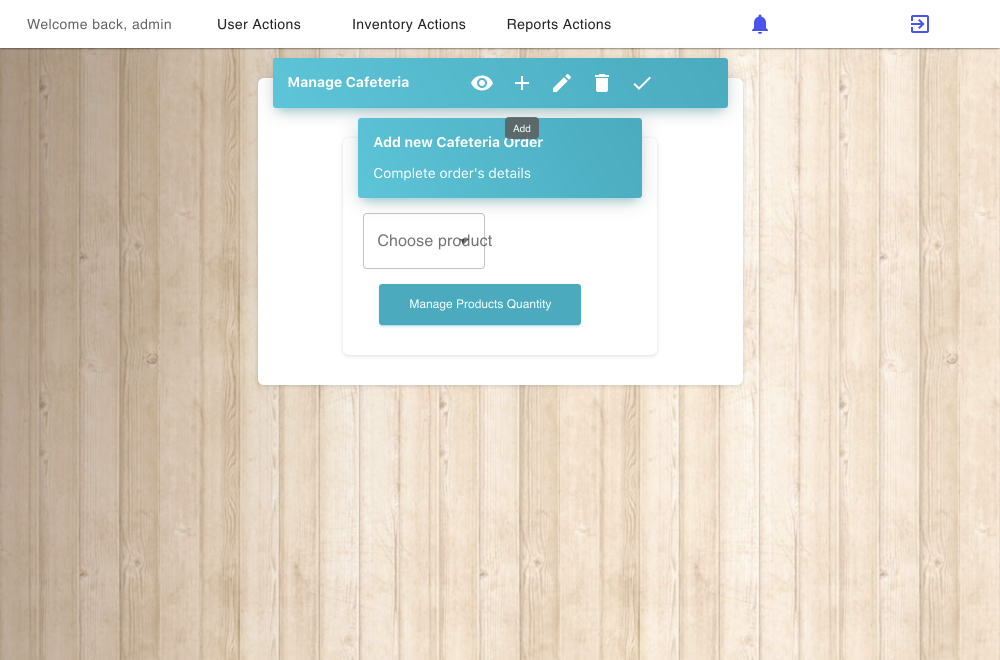 Welcome back, admin
User Actions
Inventory Actions
Reports Actions
Manage Cafeteria
Add
Add new Cafeteria Order
Complete order's details
Choose product
Manage Products Quantity